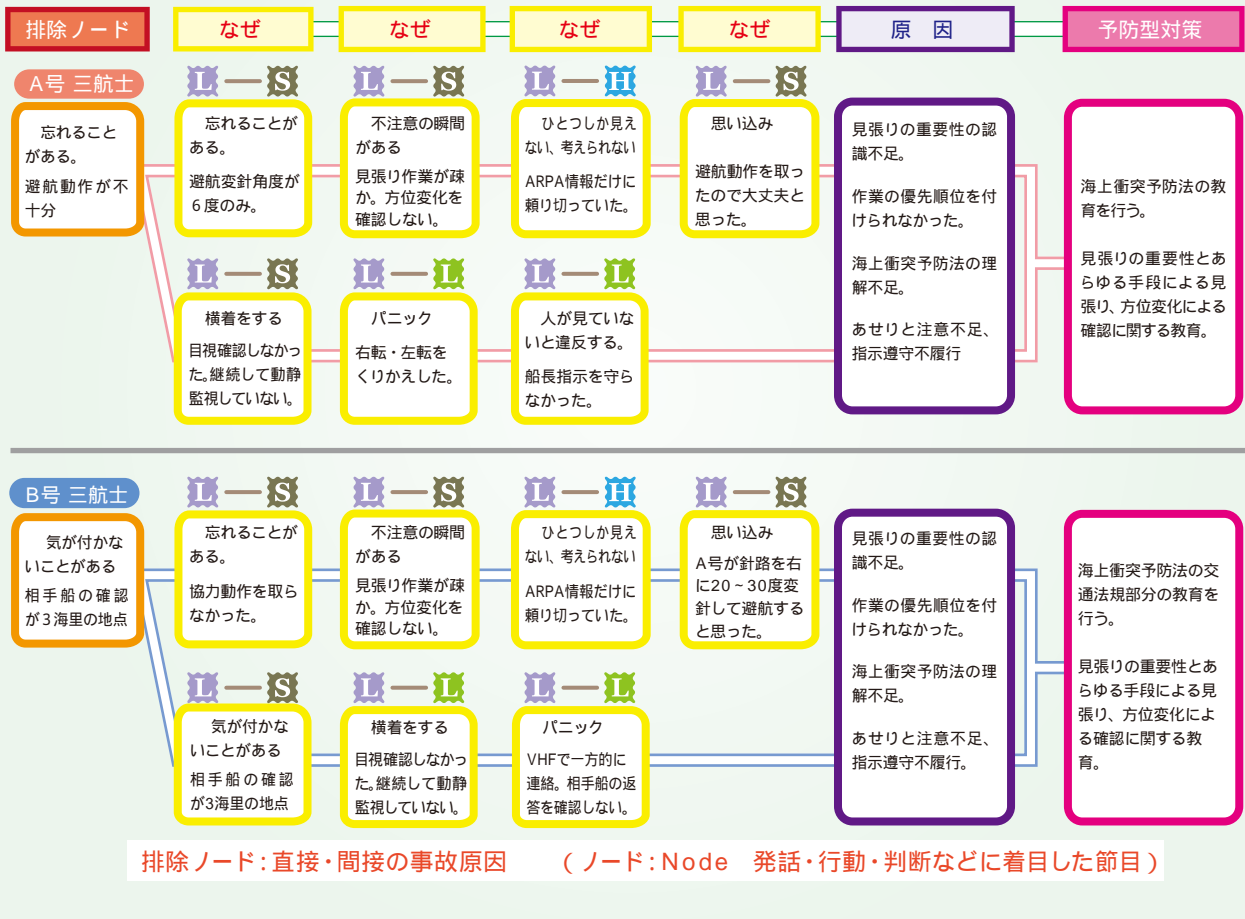 排除ノード
なぜ
なぜ
なぜ
なぜ
原　因
予防型対策
A号 三航士
L
S
L
S
L
H
L
S
忘れること
がある。
避航動作が不
十分
忘れることが
ある。
避航変針角度が
６度のみ。
不注意の瞬間
がある
見張り作業が疎
か。方位変化を
確認しない。
ひとつしか見え
ない、考えられない
ARPA情報だけに
頼り切っていた。
思い込み
避航動作を取っ
たので大丈夫と
思った。
L
S
L
L
L
L
横着をする
目視確認しなかっ
た。継続して動静
監視していない。
パニック
右転・左転を
くりかえした。
人が見ていな
いと違反する。
船長指示を守ら
なかった。
見張りの重要性の認
識不足。
作業の優先順位を付
けられなかった。
海上衝突予防法の理
解不足。
あせりと注意不足、
指示遵守不履行
海上衝突予防法の教
育を行う。
見張りの重要性とあ
らゆる手段による見
張り、方位変化による
確認に関する教育。
B号 三航士
L
S
L
S
L
H
L
S
気が付かな
いことがある
相手船の確認
が３海里の地点
忘れることが
ある。
協力動作を取ら
なかった。
不注意の瞬間
がある
見張り作業が疎
か。方位変化を
確認しない。
ひとつしか見え
ない、考えられない
ARPA情報だけに
頼り切っていた。
思い込み
A号が針路を右
に20～30度変
針して避航する
と思った。
L
S
L
L
L
L
気が付かな
いことがある
相手船の確認
が3海里の地点
横着をする
目視確認しなかっ
た。継続して動静
監視していない。
パニック
VHFで一方的に
連絡。相手船の返
答を確認しない。
見張りの重要性の認
識不足。
作業の優先順位を付
けられなかった。
海上衝突予防法の理
解不足。
あせりと注意不足、
指示遵守不履行。
海上衝突予防法の交
通法規部分の教育を
行う。
見張りの重要性とあ
らゆる手段による見
張り、方位変化によ
る確認に関する教
育。
排除ノード：直接・間接の事故原因　（ノード：Node　発話・行動・判断などに着目した節目）